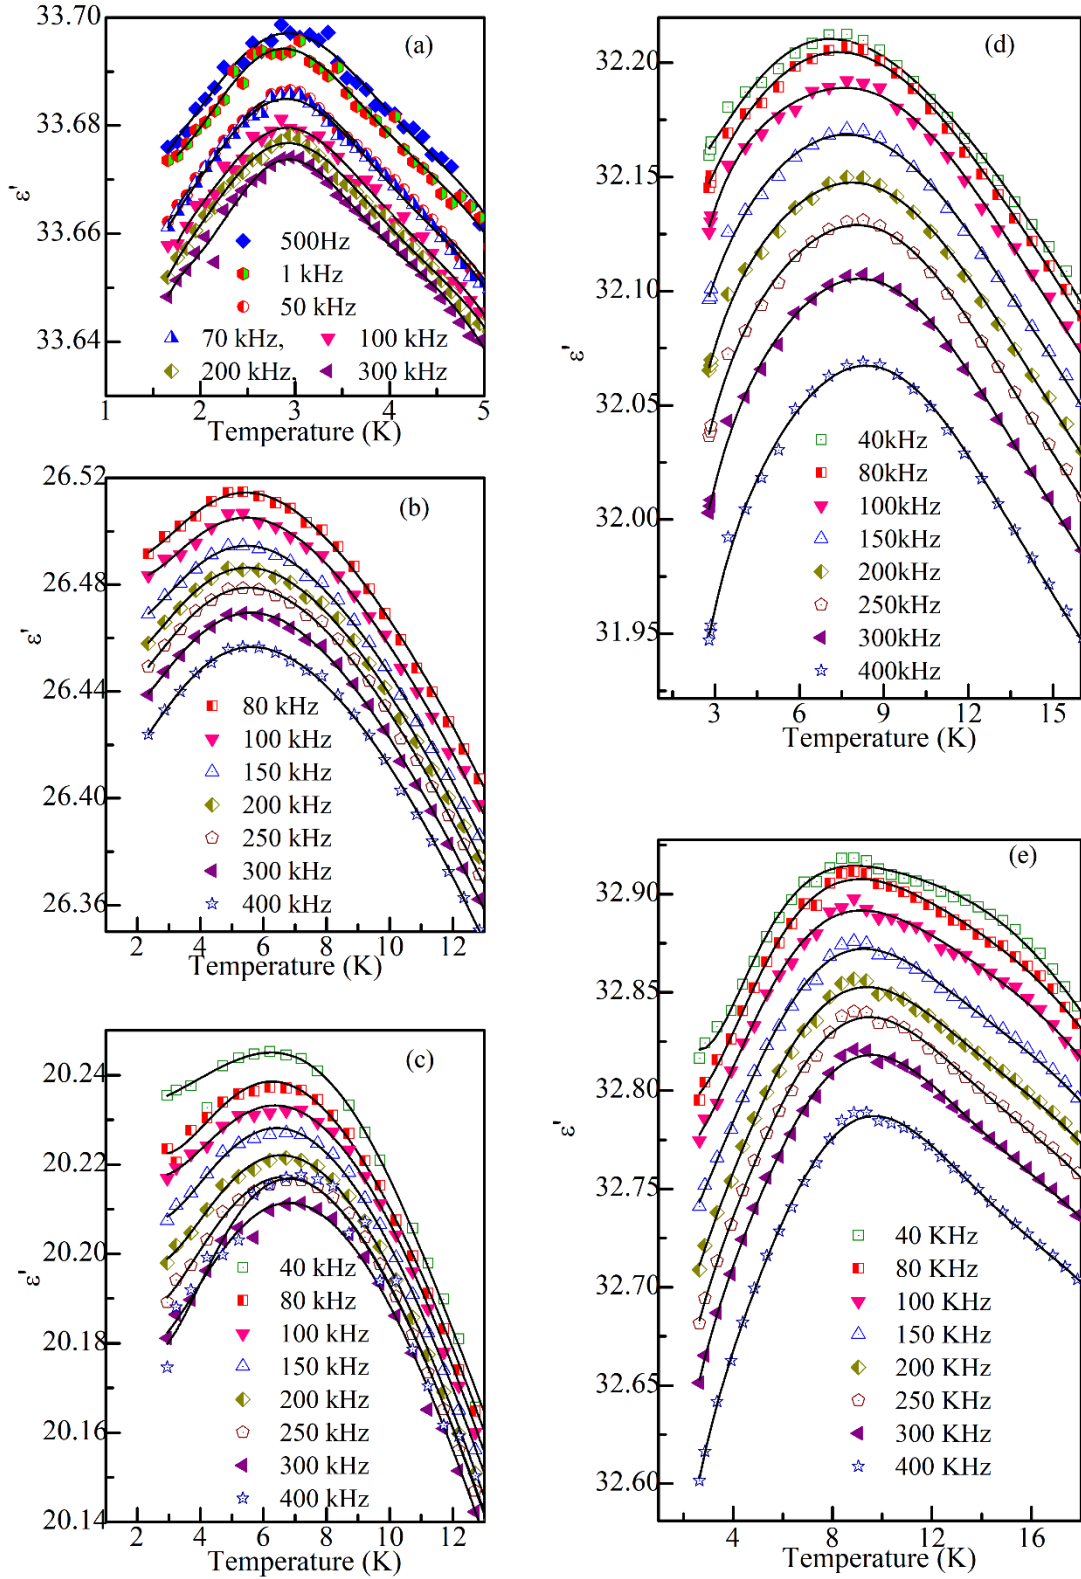 (a)
33.70
33.68
33.66
33.64
ε'
500Hz
1 kHz
50 kHz
70 kHz, 100 kHz
200 kHz, 300 kHz
1 2 3 4 5
Temperature (K)
(b)
26.52
26.48
26.44
26.40
26.36
ε'
80 kHz
100 kHz
150 kHz
200 kHz
250 kHz
300 kHz
400 kHz
2 4 6 8 10 12
Temperature (K)
(c)
20.24
20.22
20.20
20.18
20.16
20.14
ε'
40 kHz
80 kHz
100 kHz
150 kHz
200 kHz
250 kHz
300 kHz
400 kHz
2 4 6 8 10 12
Temperature (K)
(d)
32.20
32.15
32.10
32.05
32.00
31.95
ε'
40kHz
80kHz
100kHz
150kHz
200kHz
250kHz
300kHz
400kHz
3 6 9 12 15
Temperature (K)
(e)
32.90
32.85
32.80
32.75
32.70
32.65
32.60
ε'
40 KHz
80 KHz
100 KHz
150 KHz
200 KHz
250 KHz
300 KHz
400 KHz
4 8 12 16
Temperature (K)